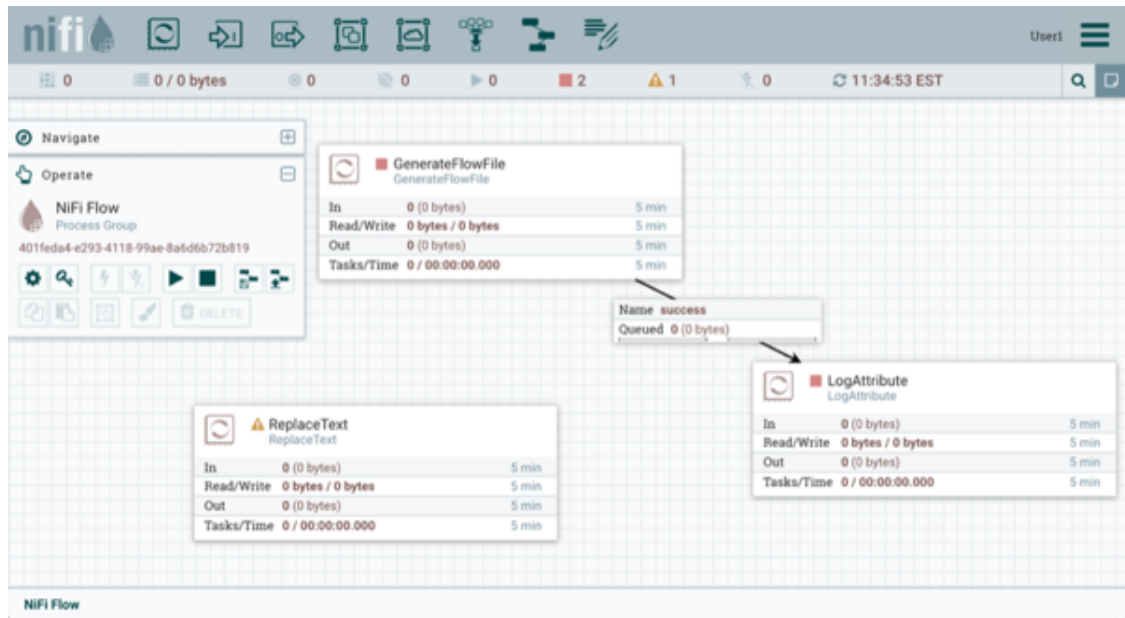 nifi
User1
0
0 / 0 bytes
0
0
0
2
1
0
11:34:53 EST
Navigate
Operate
NiFi Flow
Process Group
401feda4-e293-4118-99ae-8a6d6b72b819
DELETE
GenerateFlowFile
GenerateFlowFile
In 0 (0 bytes) 5 min
Read/Write 0 bytes / 0 bytes 5 min
Out 0 (0 bytes) 5 min
Tasks/Time 0 / 00:00:00.000 5 min
Name success
Queued 0 (0 bytes)
LogAttribute
LogAttribute
In 0 (0 bytes) 5 min
Read/Write 0 bytes / 0 bytes 5 min
Out 0 (0 bytes) 5 min
Tasks/Time 0 / 00:00:00.000 5 min
ReplaceText
ReplaceText
In 0 (0 bytes) 5 min
Read/Write 0 bytes / 0 bytes 5 min
Out 0 (0 bytes) 5 min
Tasks/Time 0 / 00:00:00.000 5 min
NiFi Flow